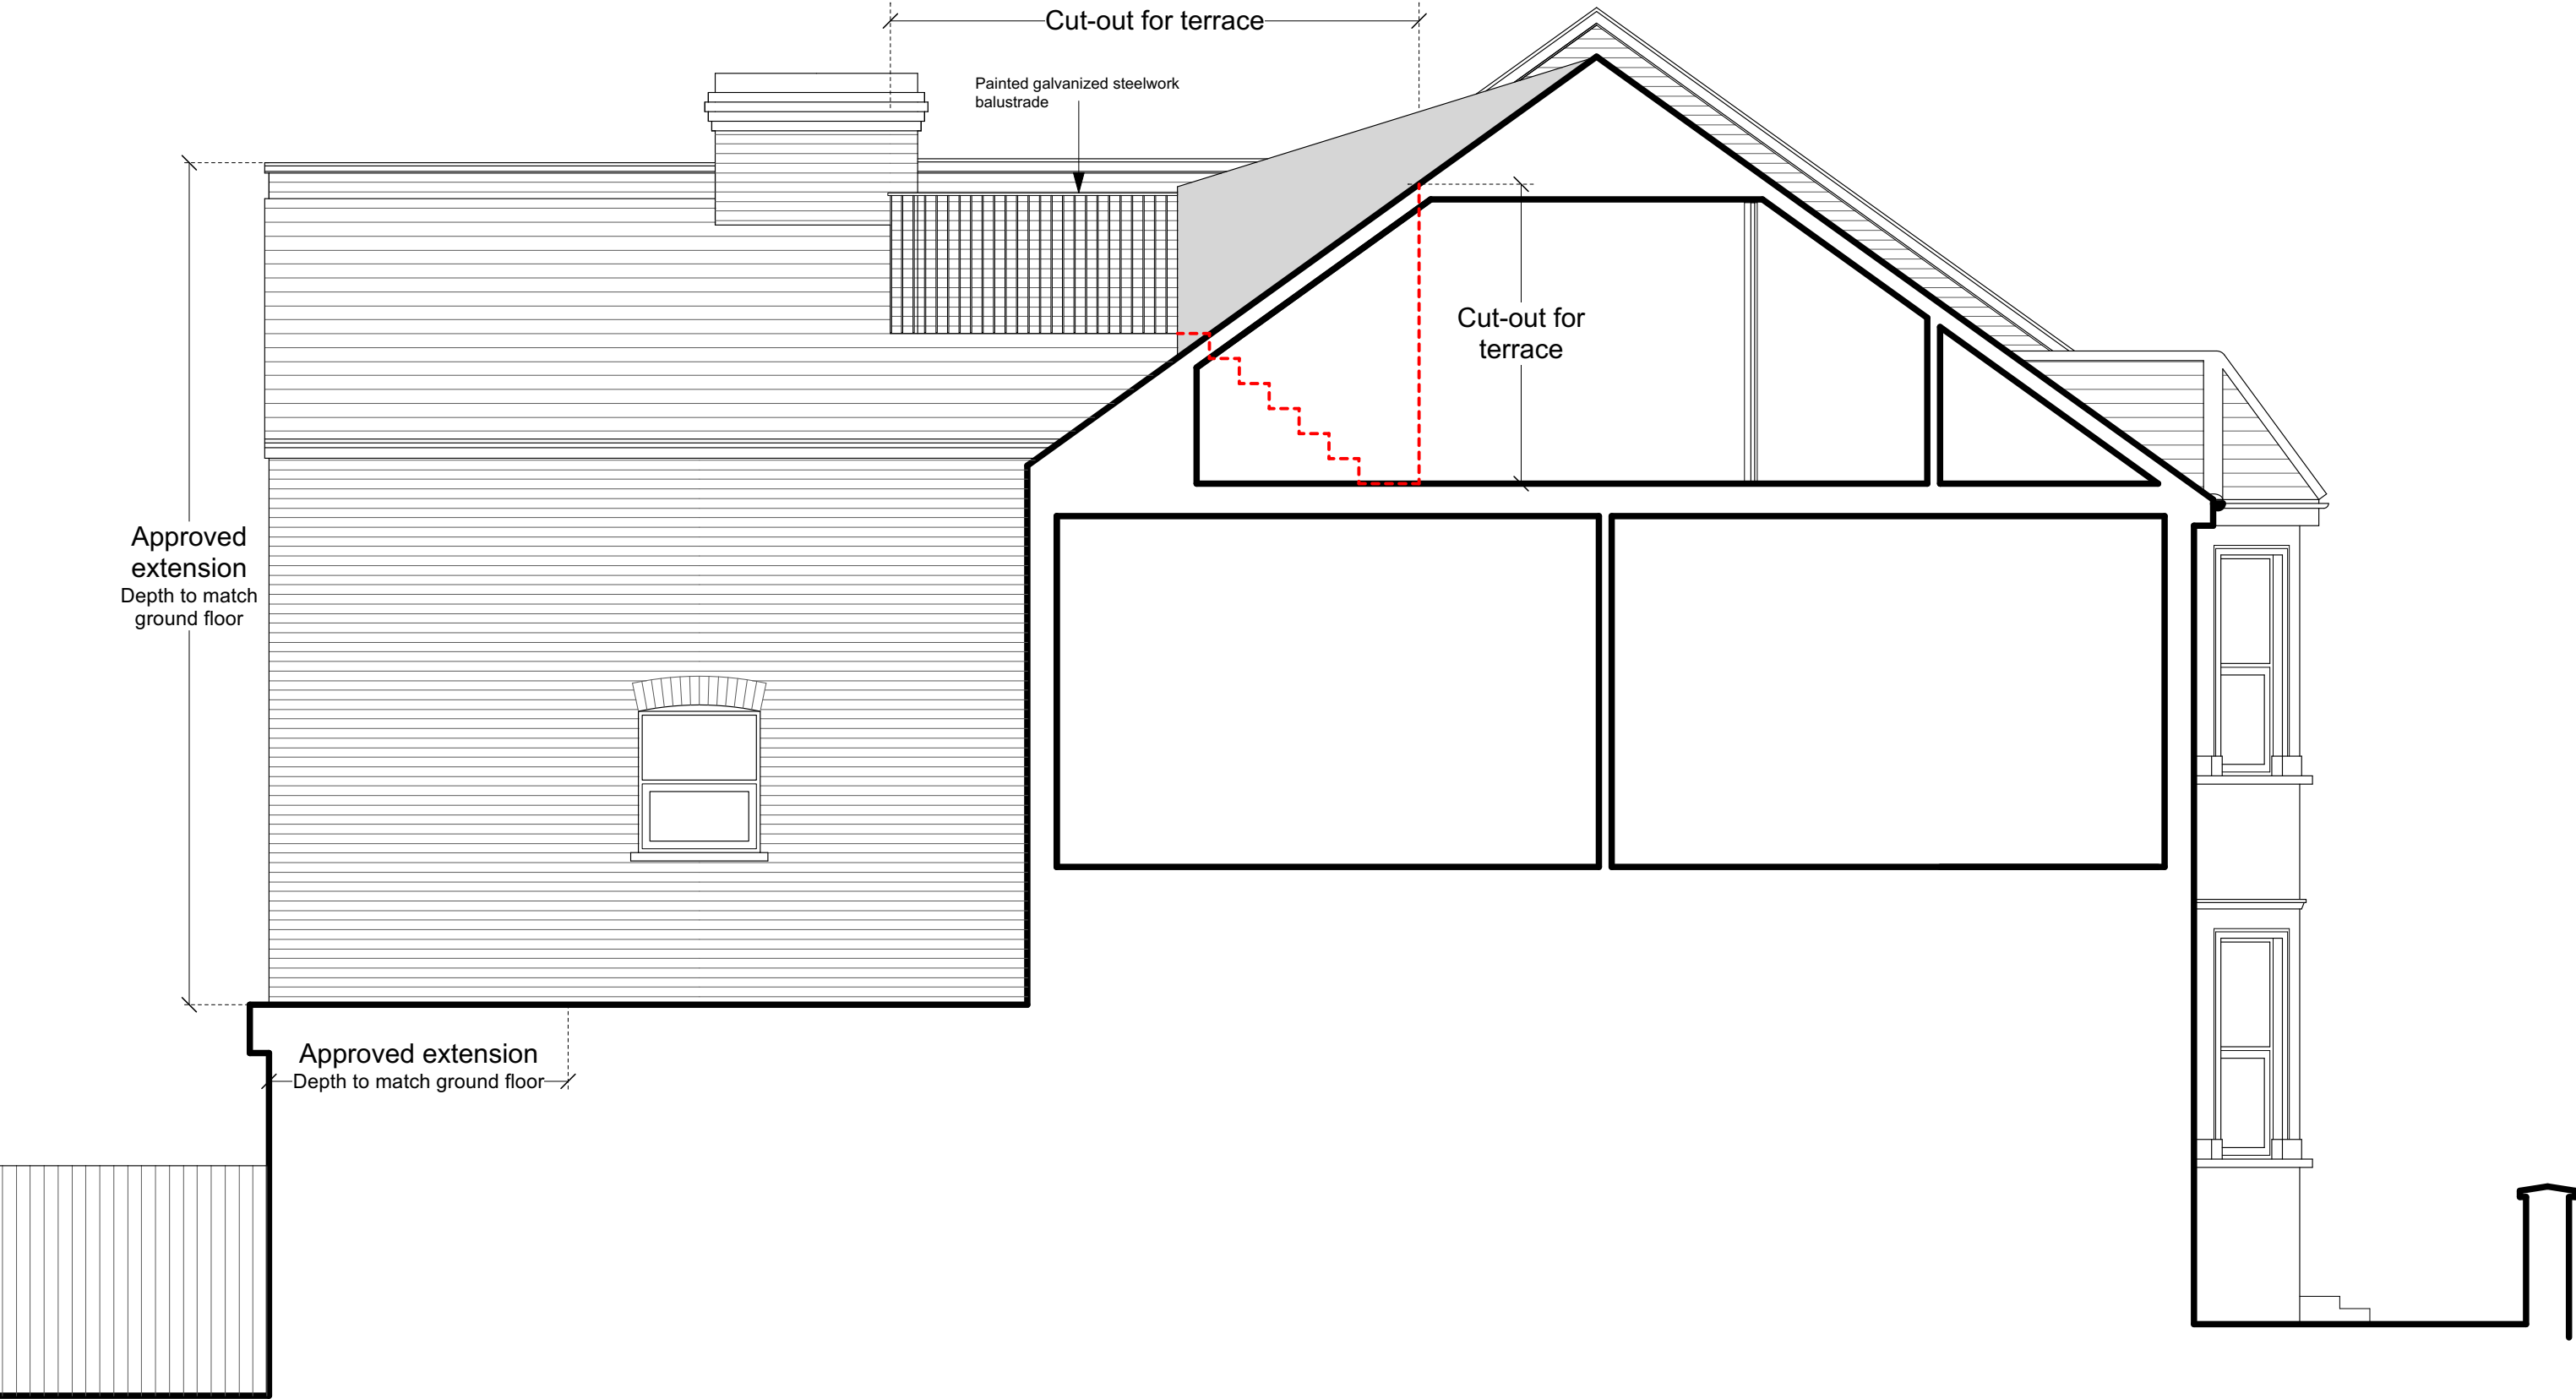 Cut-out for terrace
Painted galvanized steelwork
balustrade
Cut-out for
terrace
Approved
extension
Depth to match
ground floor
Approved extension
Depth to match ground floor